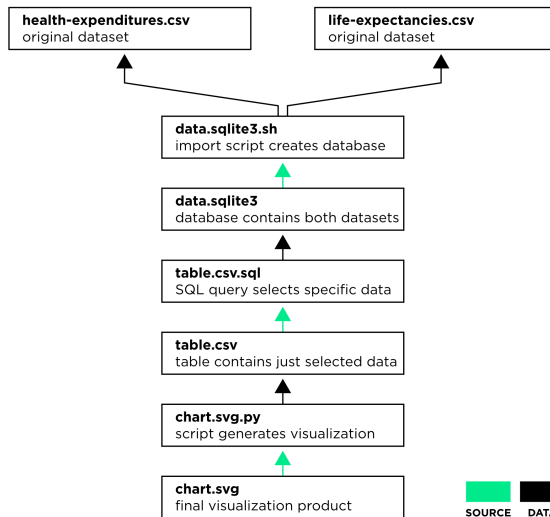 health-expenditures.csv
original dataset
life-expectancies.csv
original dataset
data.sqlite3.sh
import script creates database
data.sqlite3
database contains both datasets
table.csv.sql
SQL query selects specific data
table.csv
table contains just selected data
chart.svg.py
script generates visualization
chart.svg
final visualization product
SOURCE DATA